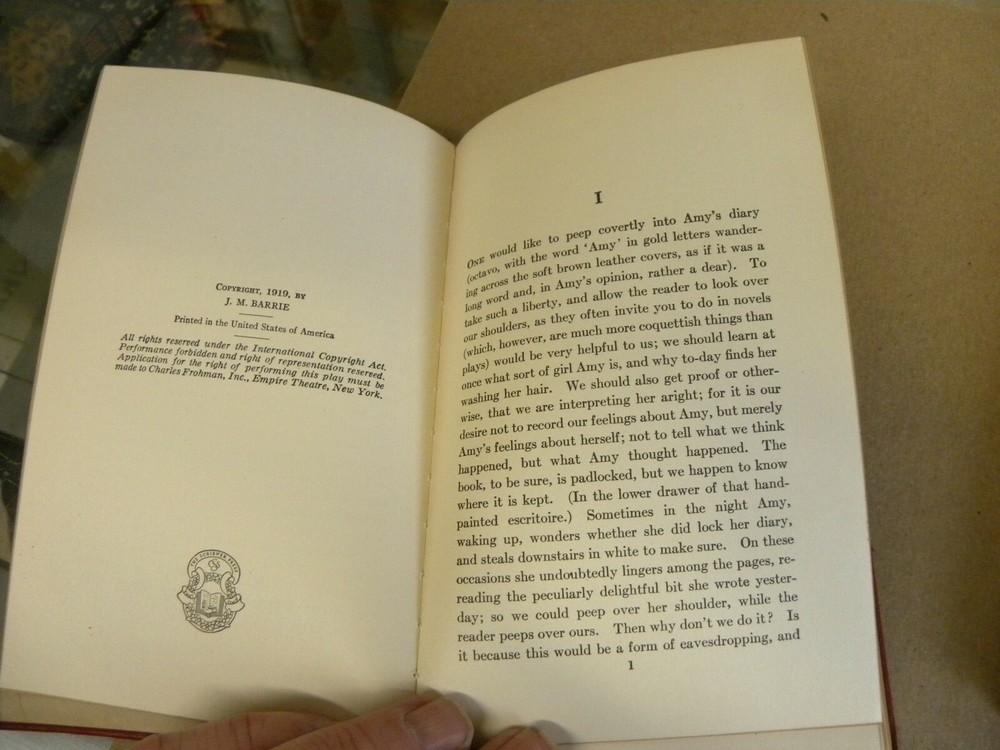 COPYRIGHT, 1919, BY
J. M. BARRIE
Printed in the United States of America
All rights reserved under the International Copyright Act.
Performance forbidden and right of representation reserved.
Application for the right of performing this play must be
made to Charles Frohman, Inc., Empire Theatre, New York.
THE SCRIBNER PRESS
I
ONE would like to peep covertly into Amy's diary
(octavo, with the word 'Amy' in gold letters wander-
ing across the soft brown leather covers, as if it was a
long word and, in Amy's opinion, rather a dear). To
take such a liberty, and allow the reader to look over
our shoulders, as they often invite you to do in novels
(which, however, are much more coquettish things than
plays) would be very helpful to us; we should learn at
once what sort of girl Amy is, and why to-day finds her
washing her hair. We should also get proof or other-
wise, that we are interpreting her aright; for it is our
desire not to record our feelings about Amy, but merely
Amy's feelings about herself; not to tell what we think
happened, but what Amy thought happened. The
book, to be sure, is padlocked, but we happen to know
where it is kept. (In the lower drawer of that hand-
painted escritoire.) Sometimes in the night Amy,
waking up, wonders whether she did lock her diary,
and steals downstairs in white to make sure. On these
occasions she undoubtedly lingers among the pages, re-
reading the peculiarly delightful bit she wrote yester-
day; so we could peep over her shoulder, while the
reader peeps over ours. Then why don't we do it? Is
it because this would be a form of eavesdropping, and
1